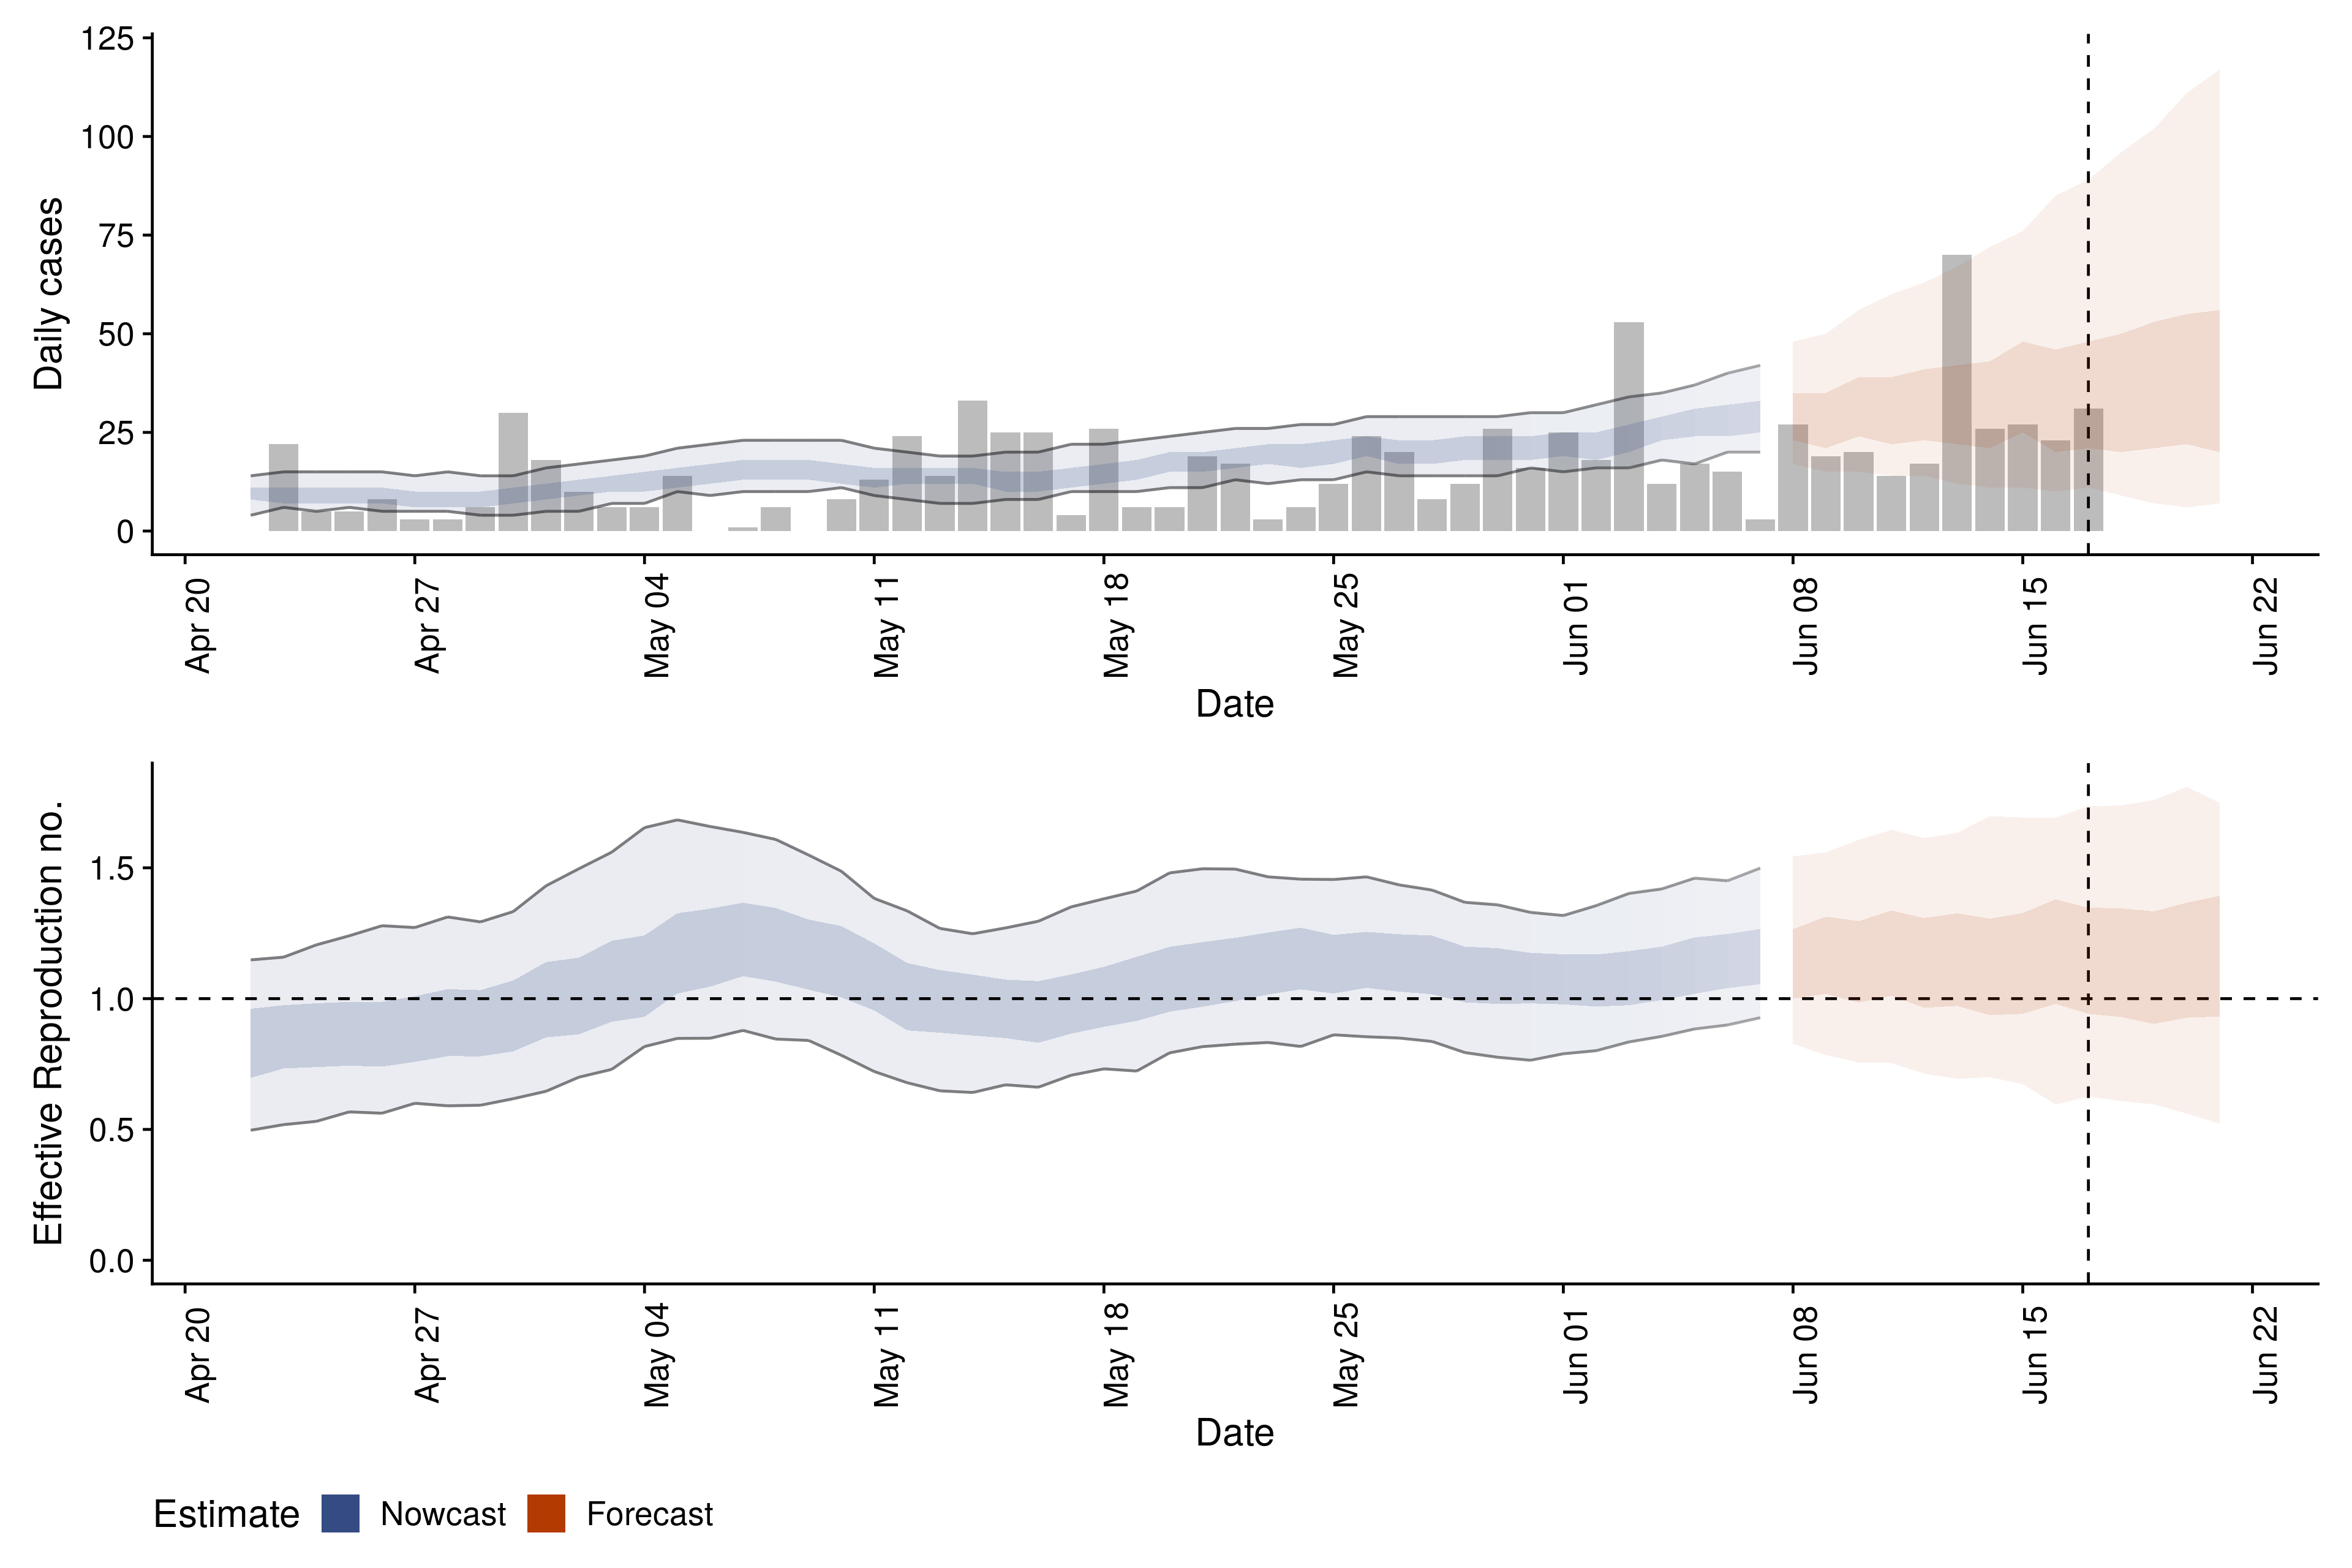 125
100
75
50
25
0
Daily cases
Apr 20
Apr 27
May 04
May 11
May 18
May 25
Jun 01
Jun 08
Jun 15
Jun 22
Date
1.5
1.0
0.5
0.0
Effective Reproduction no.
Apr 20
Apr 27
May 04
May 11
May 18
May 25
Jun 01
Jun 08
Jun 15
Jun 22
Date
Estimate Nowcast Forecast